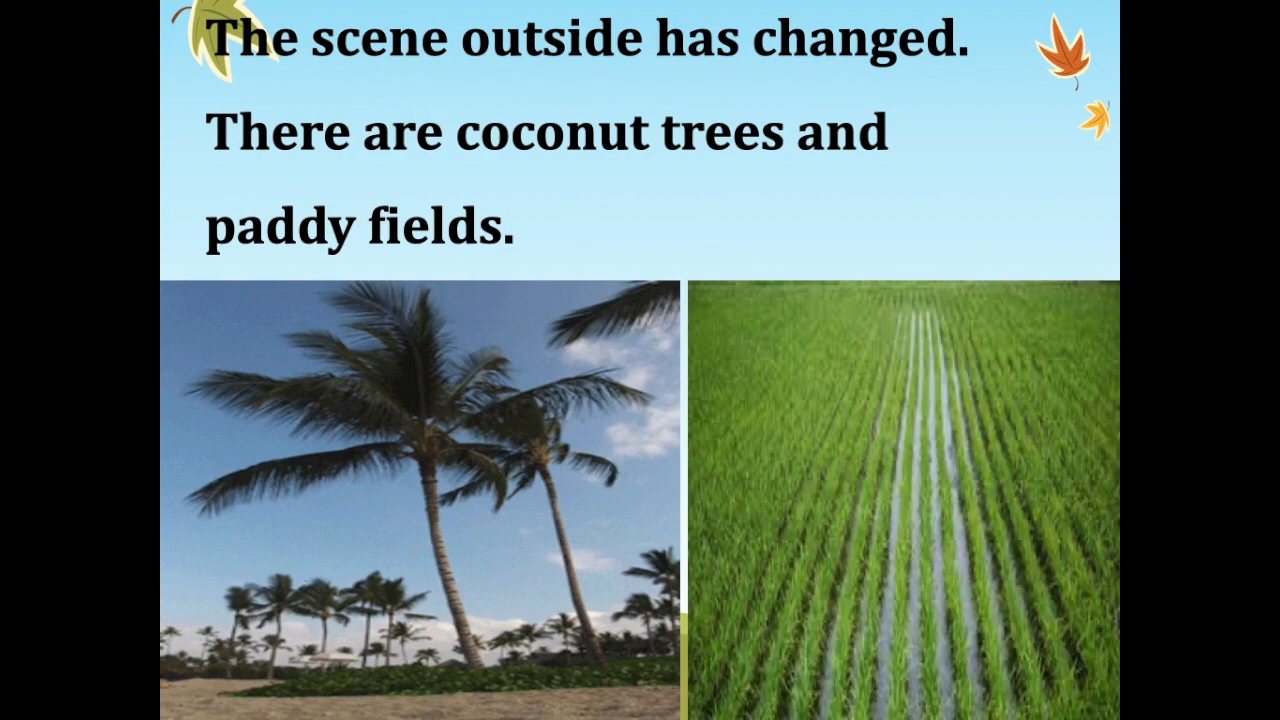 The scene outside has changed.
There are coconut trees and
paddy fields.